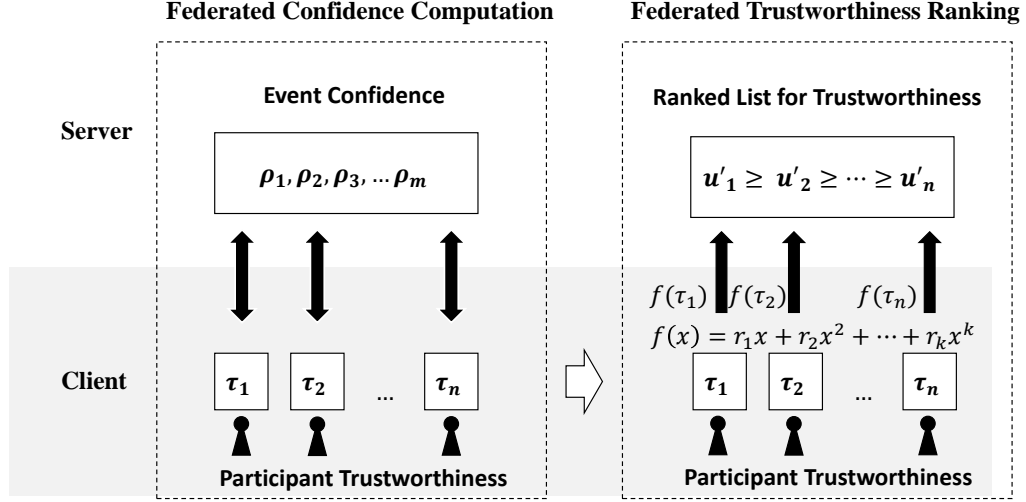 Federated Confidence Computation
Federated Trustworthiness Ranking
Server
Event Confidence
ρ₁, ρ₂, ρ₃, … ρₘ
Ranked List for Trustworthiness
u'₁ ≥ u'₂ ≥ ⋯ ≥ u'ₙ
f(τ₁) f(τ₂) f(τₙ)
f(x) = r₁x + r₂x² + ⋯ + rₖxᵏ
Client
τ₁ τ₂ … τₙ
Participant Trustworthiness
τ₁ τ₂ … τₙ
Participant Trustworthiness